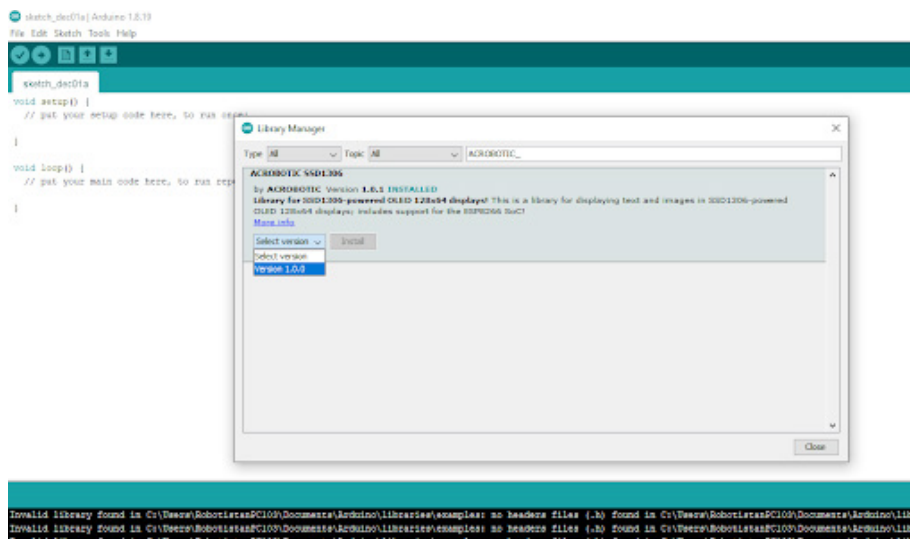 sketch_dec01a | Arduino 1.8.19
File Edit Sketch Tools Help
sketch_dec01a
void setup() {
// put your setup code here, to run once:
}
void loop() {
// put your main code here, to run repe
}
Library Manager
Type All Topic All ACROBOTIC_
ACROBOTIC SSD1306
by ACROBOTIC Version 1.0.1 INSTALLED
Library for SSD1306-powered OLED 128x64 displays! This is a library for displaying text and images in SSD1306-powered
OLED 128x64 displays; includes support for the ESP8266 SoC!
More info
Select version Install
Select version
Version 1.0.0
Close
Invalid library found in C:\Users\RobotistanPC103\Documents\Arduino\libraries\examples: no headers files (.h) found in C:\Users\RobotistanPC103\Documents\Arduino\lib
Invalid library found in C:\Users\RobotistanPC103\Documents\Arduino\libraries\examples: no headers files (.h) found in C:\Users\RobotistanPC103\Documents\Arduino\lib